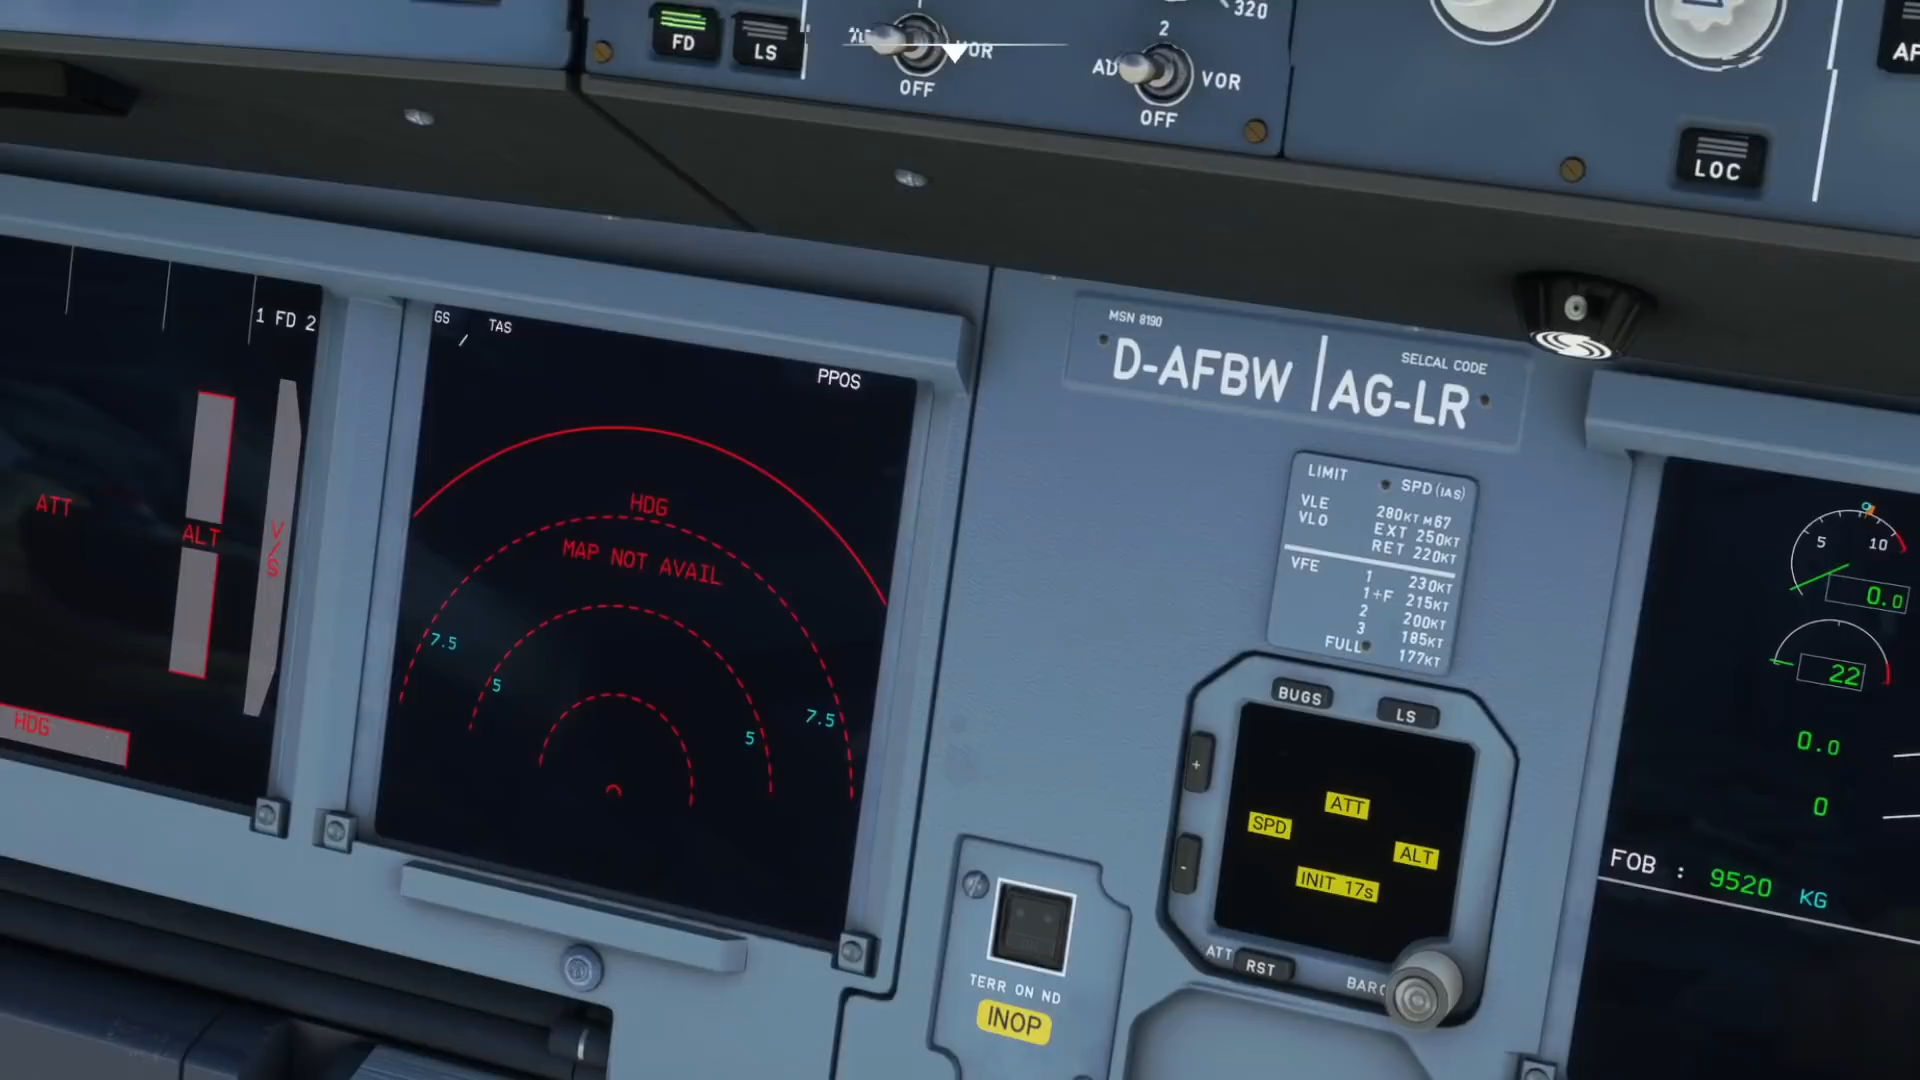 320
FD
LS
VOR
OFF
2
AD
VOR
OFF
AP
LOC
1 FD 2
ATT
ALT
V/S
HDG
GS
TAS
/
PPOS
HDG
MAP NOT AVAIL
7.5
5
7.5
5
MSN 8190
D-AFBW
SELCAL CODE
AG-LR
LIMIT SPD (IAS)
VLE 280KT M67
VLO EXT 250KT
RET 220KT
VFE 1 230KT
1+F 215KT
2 200KT
3 185KT
FULL 177KT
BUGS
LS
+
-
ATT
SPD
ALT
INIT 17s
ATT
RST
BARO
TERR ON ND
INOP
5
10
0.0
22
0.0
0
FOB : 9520 KG